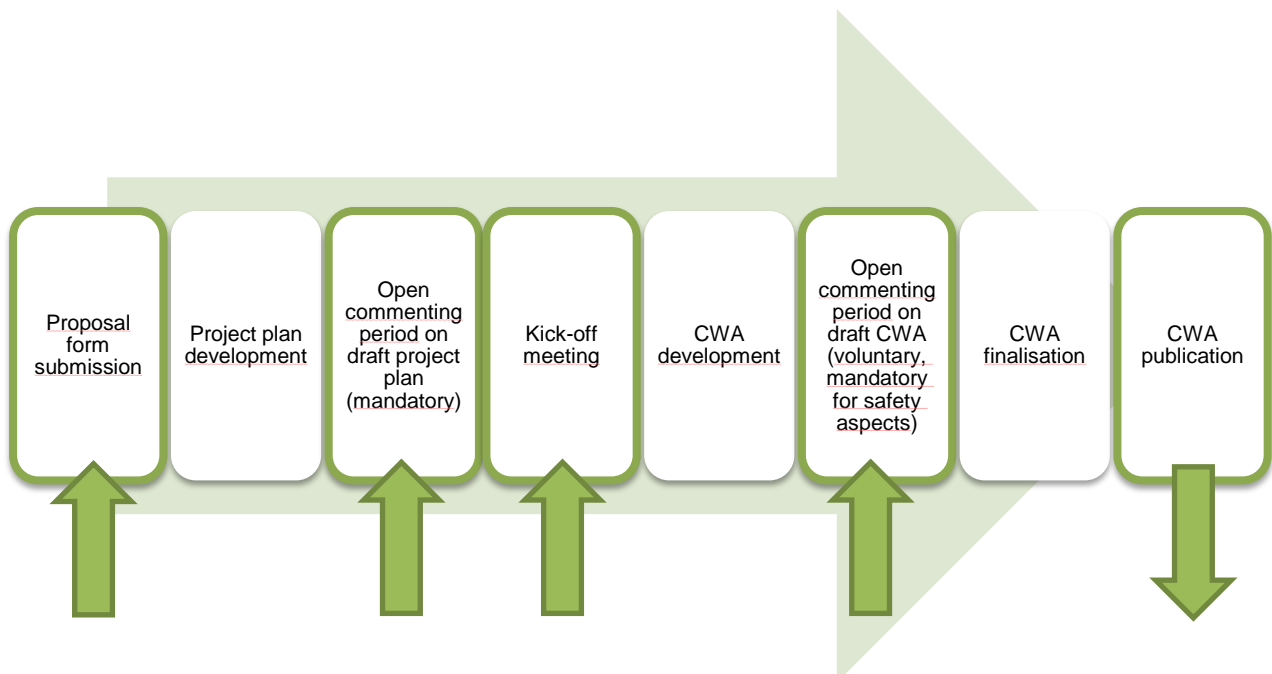 Proposal
form
submission
Project plan
development
Open
commenting
period on
draft project
plan
(mandatory)
Kick-off
meeting
CWA
development
Open
commenting
period on
draft CWA
(voluntary,
mandatory
for safety
aspects)
CWA
finalisation
CWA
publication